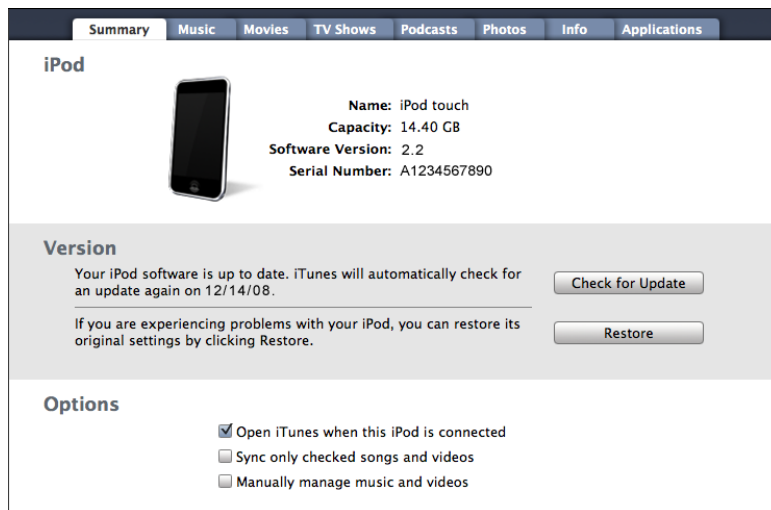 Summary Music Movies TV Shows Podcasts Photos Info Applications
iPod
Name: iPod touch
Capacity: 14.40 GB
Software Version: 2.2
Serial Number: A1234567890
Version
Your iPod software is up to date. iTunes will automatically check for
an update again on 12/14/08.
Check for Update
If you are experiencing problems with your iPod, you can restore its
original settings by clicking Restore.
Restore
Options
Open iTunes when this iPod is connected
Sync only checked songs and videos
Manually manage music and videos